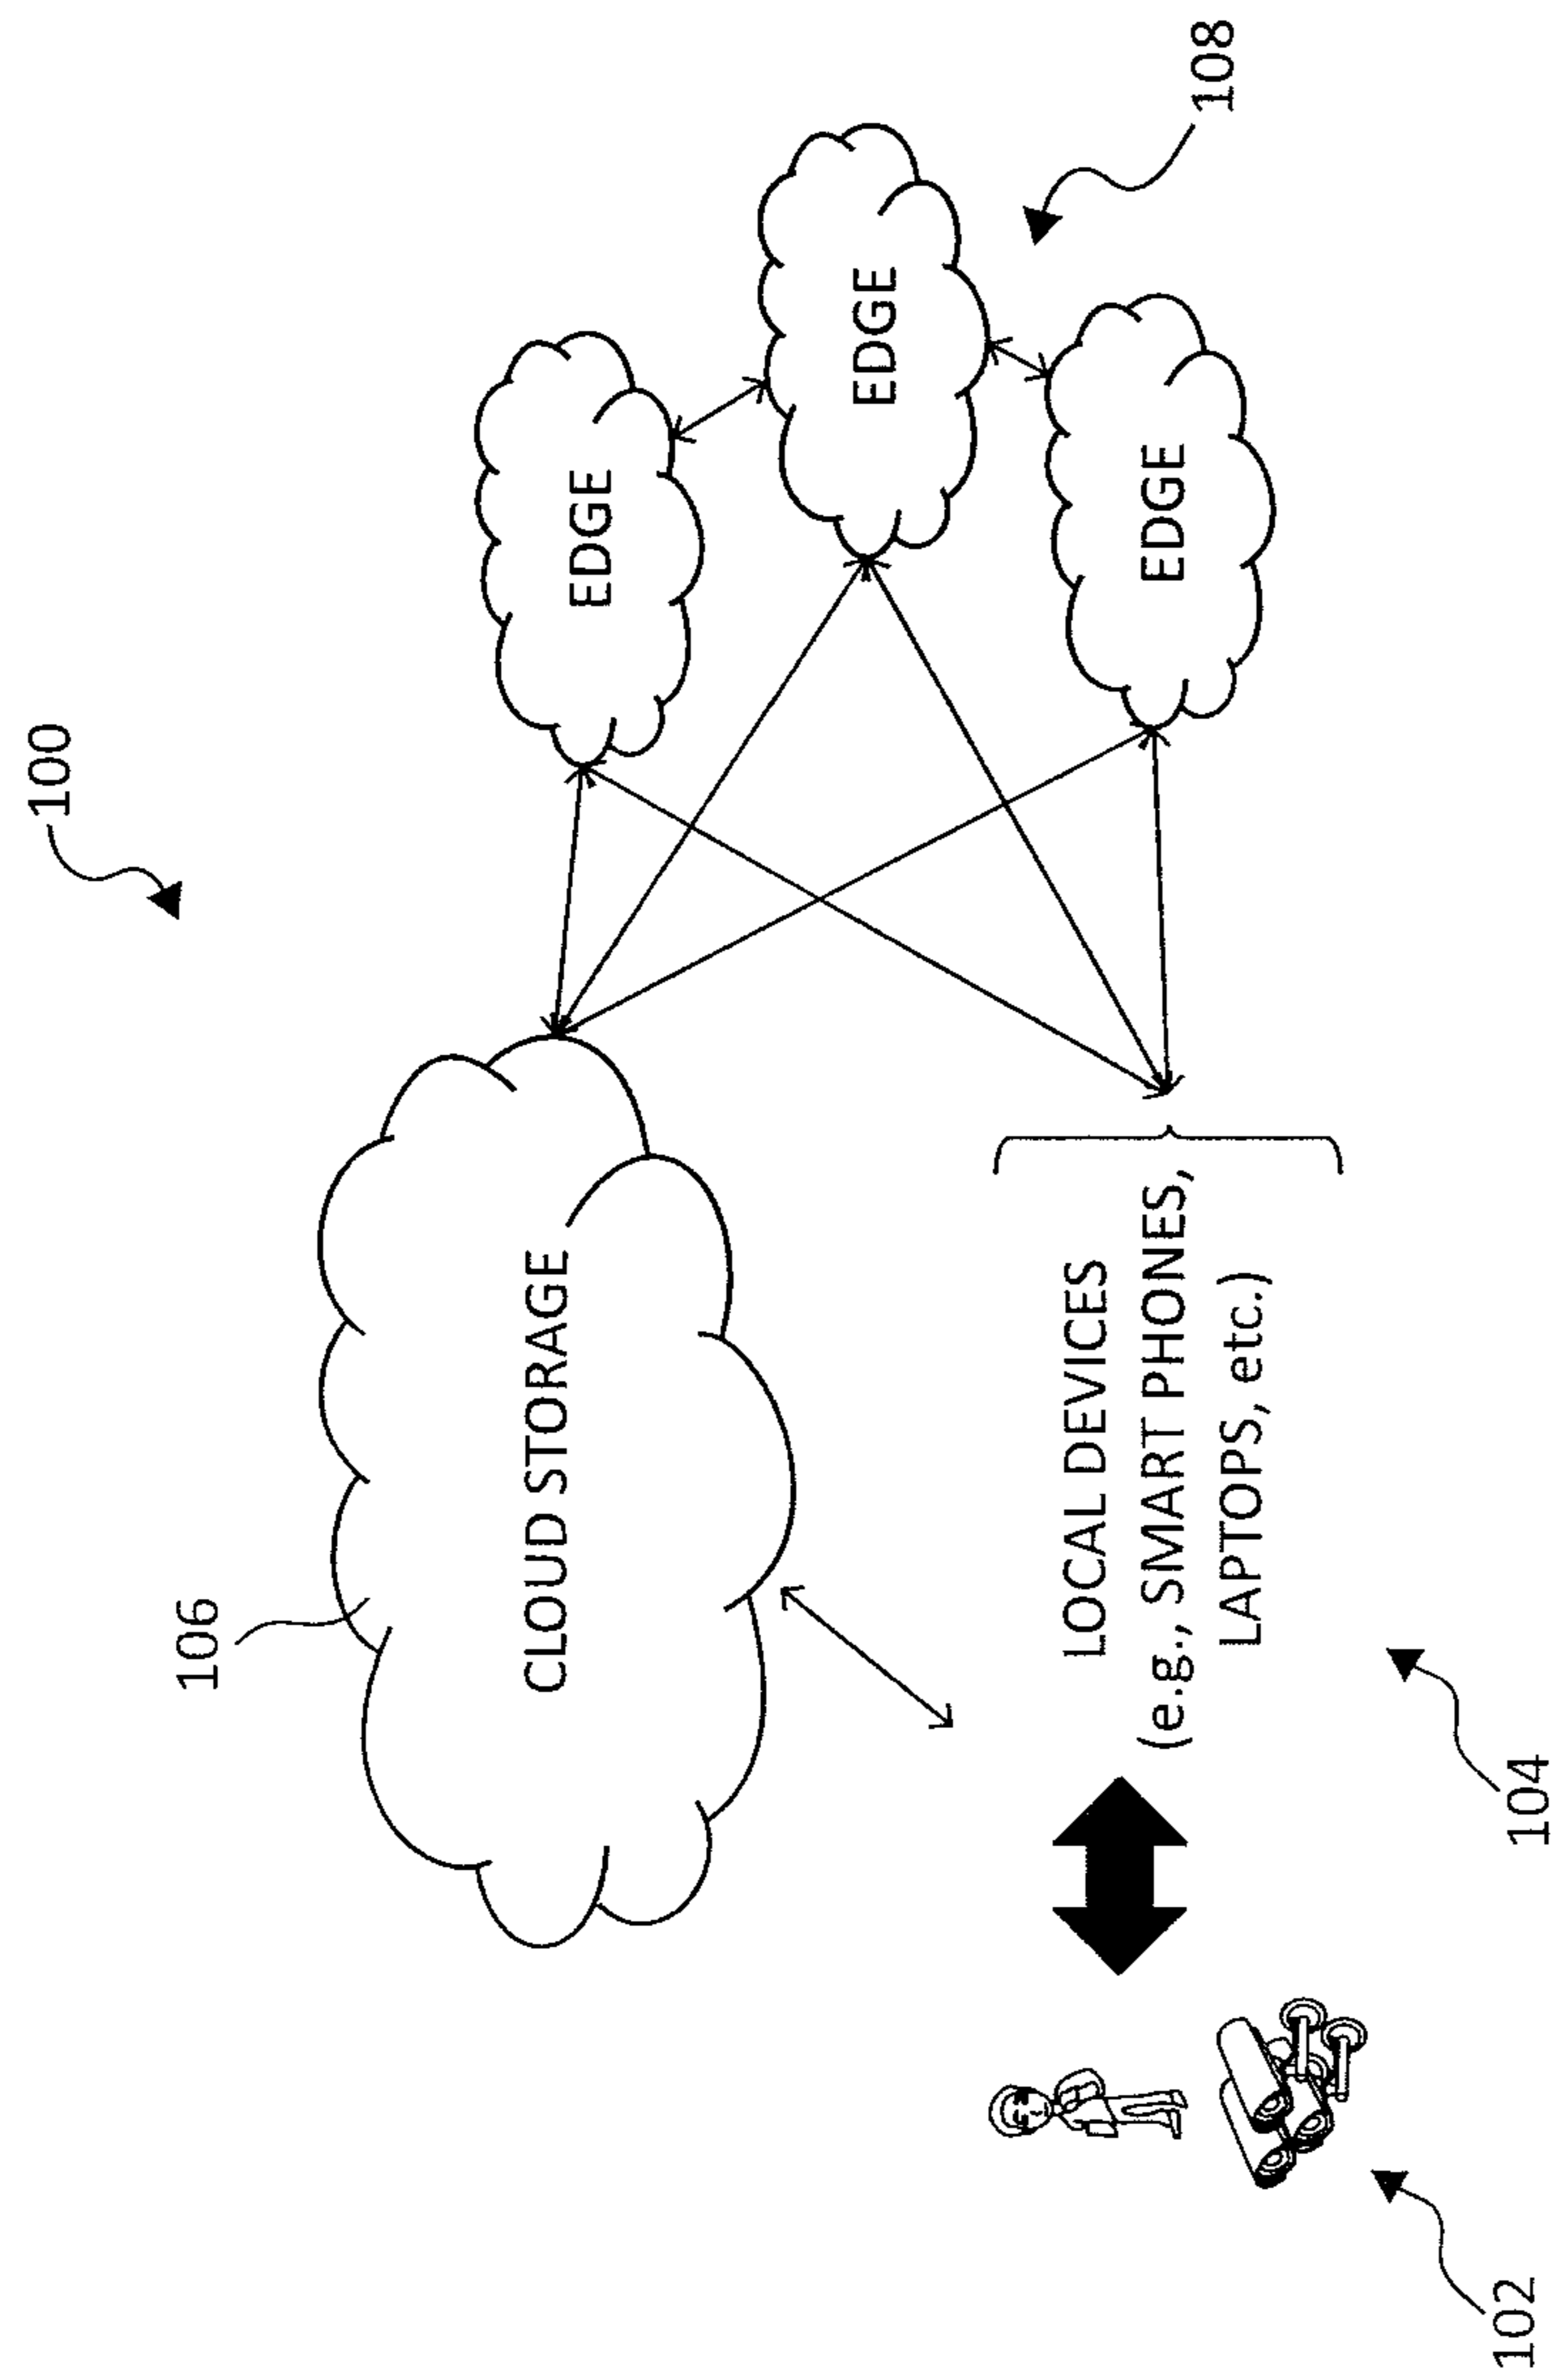 100
106
CLOUD STORAGE
EDGE
EDGE
EDGE
108
LOCAL DEVICES
(e.g., SMART PHONES,
LAPTOPS, etc.)
102
104